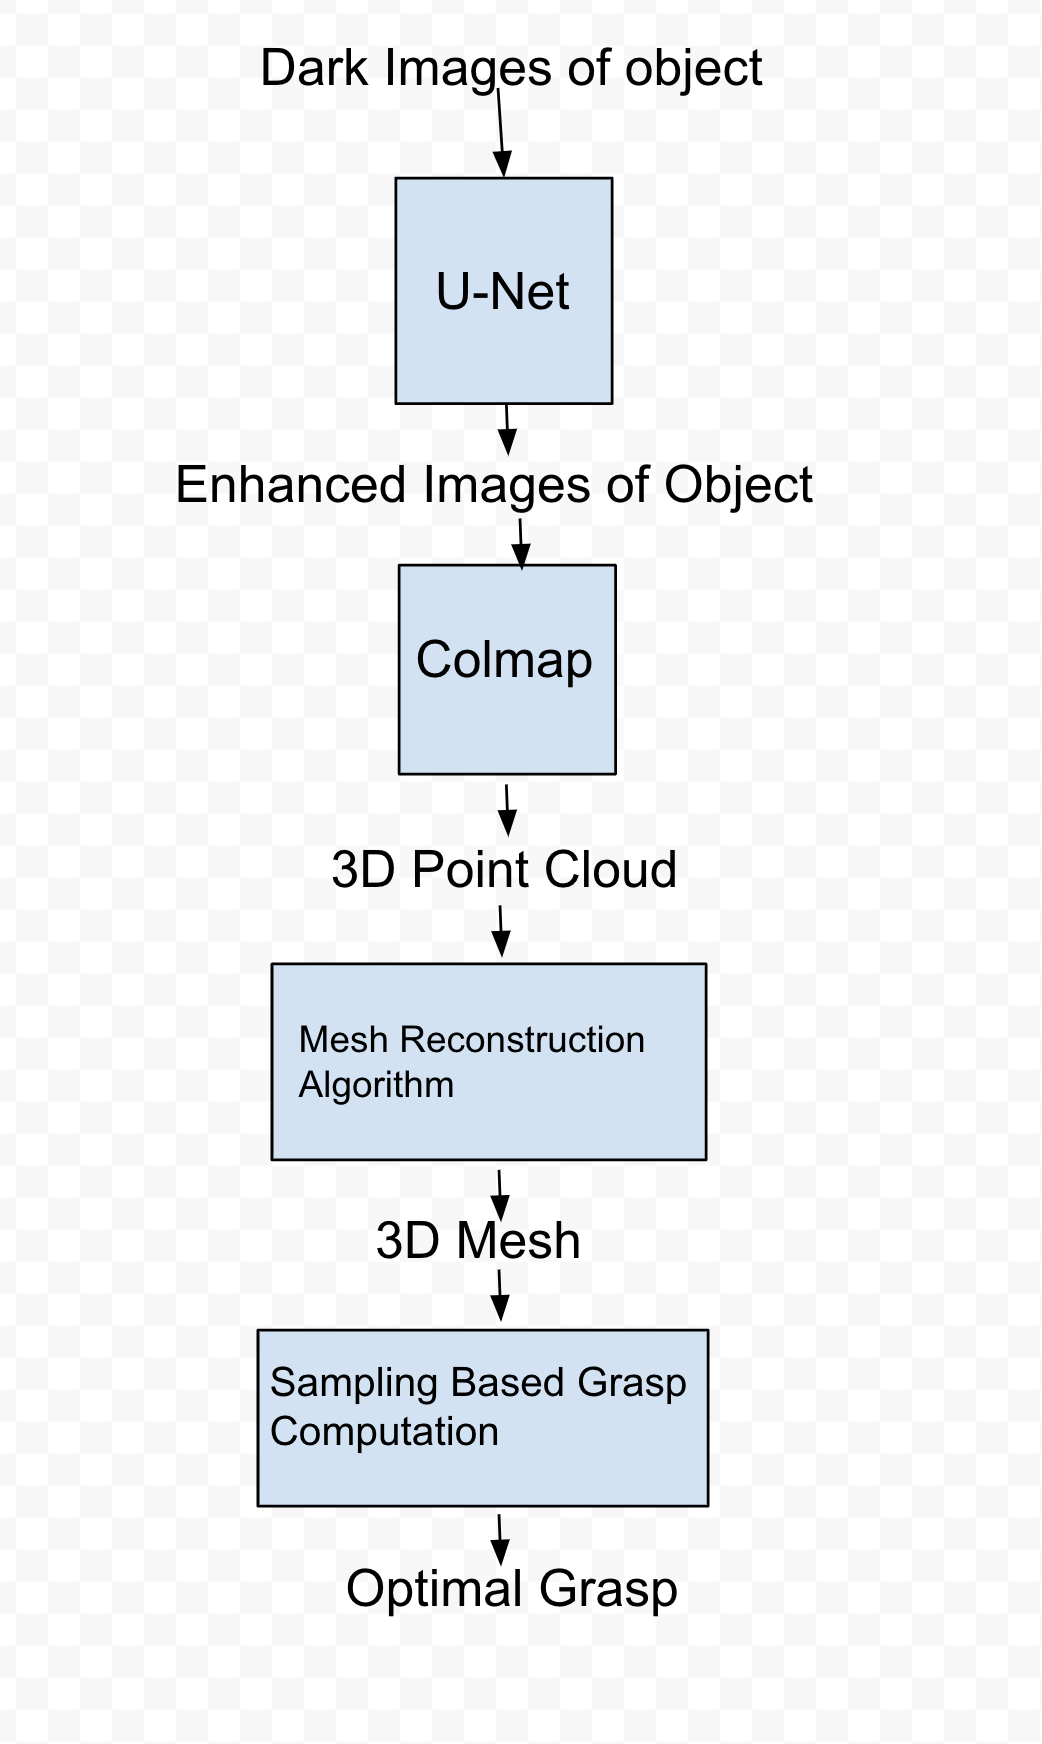 Dark Images of object
U-Net
Enhanced Images of Object
Colmap
3D Point Cloud
Mesh Reconstruction
Algorithm
3D Mesh
Sampling Based Grasp
Computation
Optimal Grasp